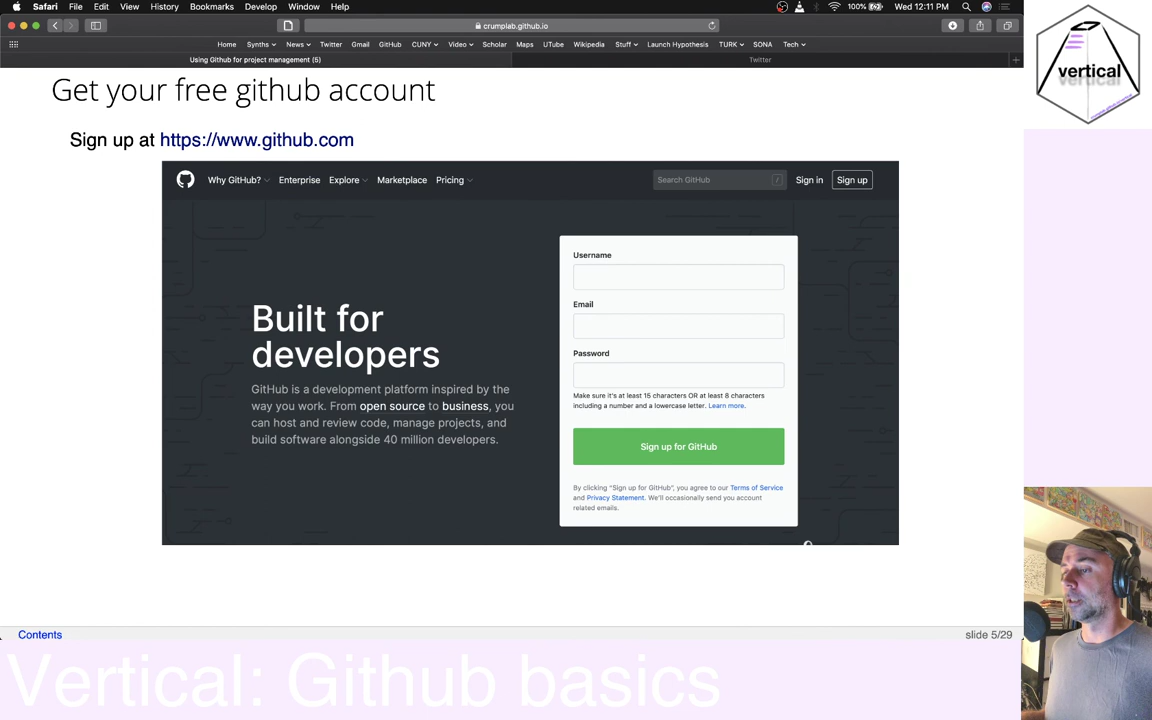 Safari File Edit View History Bookmarks Develop Window Help 100% Wed 12:11 PM
crumplab.github.io
Home Synths News Twitter Gmail GitHub CUNY Video Scholar Maps UTube Wikipedia Stuff Launch Hypothesis TURK SONA Tech
Using Github for project management (5) Twitter
vertical
Get your free github account
Sign up at https://www.github.com
Why GitHub? Enterprise Explore Marketplace Pricing Search GitHub / Sign in Sign up
Username
Email
Built for
developers
Password
GitHub is a development platform inspired by the
way you work. From open source to business, you
can host and review code, manage projects, and
build software alongside 40 million developers.
Make sure it's at least 15 characters OR at least 8 characters
including a number and a lowercase letter. Learn more.
Sign up for GitHub
By clicking "Sign up for GitHub", you agree to our Terms of Service
and Privacy Statement. We'll occasionally send you account
related emails.
Contents slide 5/29
Vertical: Github basics